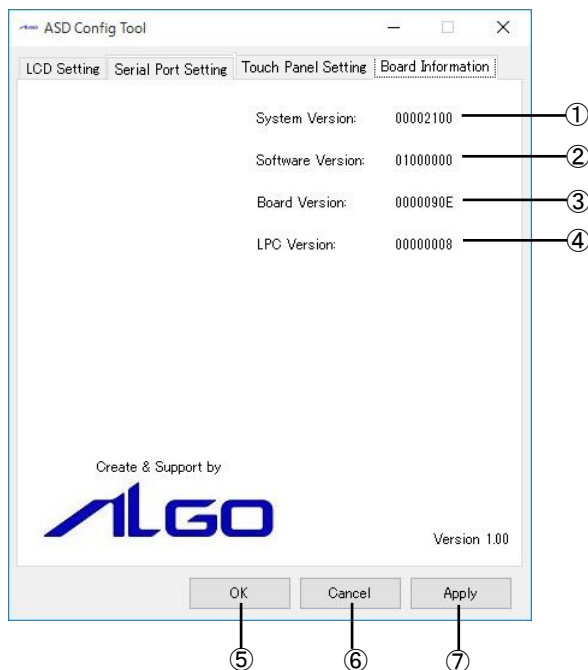 ASD Config Tool
LCD Setting Serial Port Setting Touch Panel Setting Board Information
System Version: 00002100 ①
Software Version: 01000000 ②
Board Version: 0000090E ③
LPC Version: 00000008 ④
Create & Support by
ALGO
Version 1.00
OK Cancel Apply
⑤ ⑥ ⑦